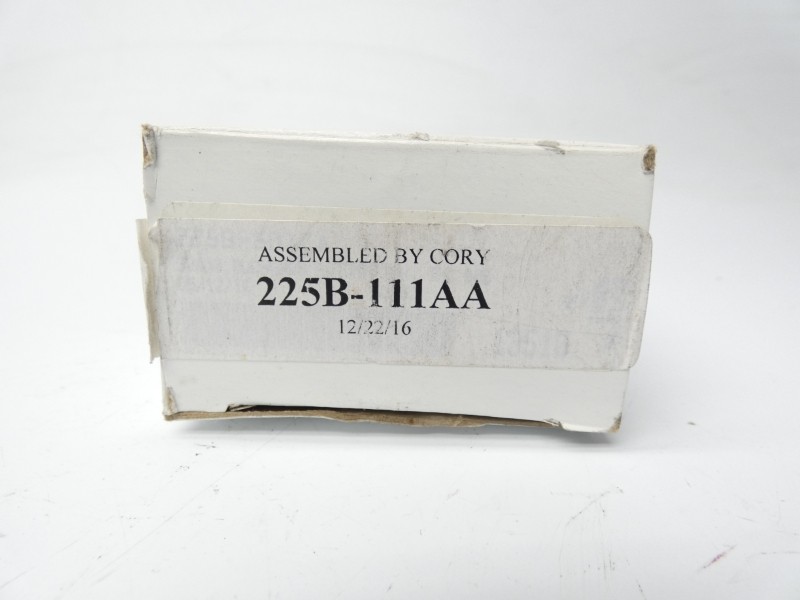 ASSEMBLED BY CORY
225B-111AA
12/22/16